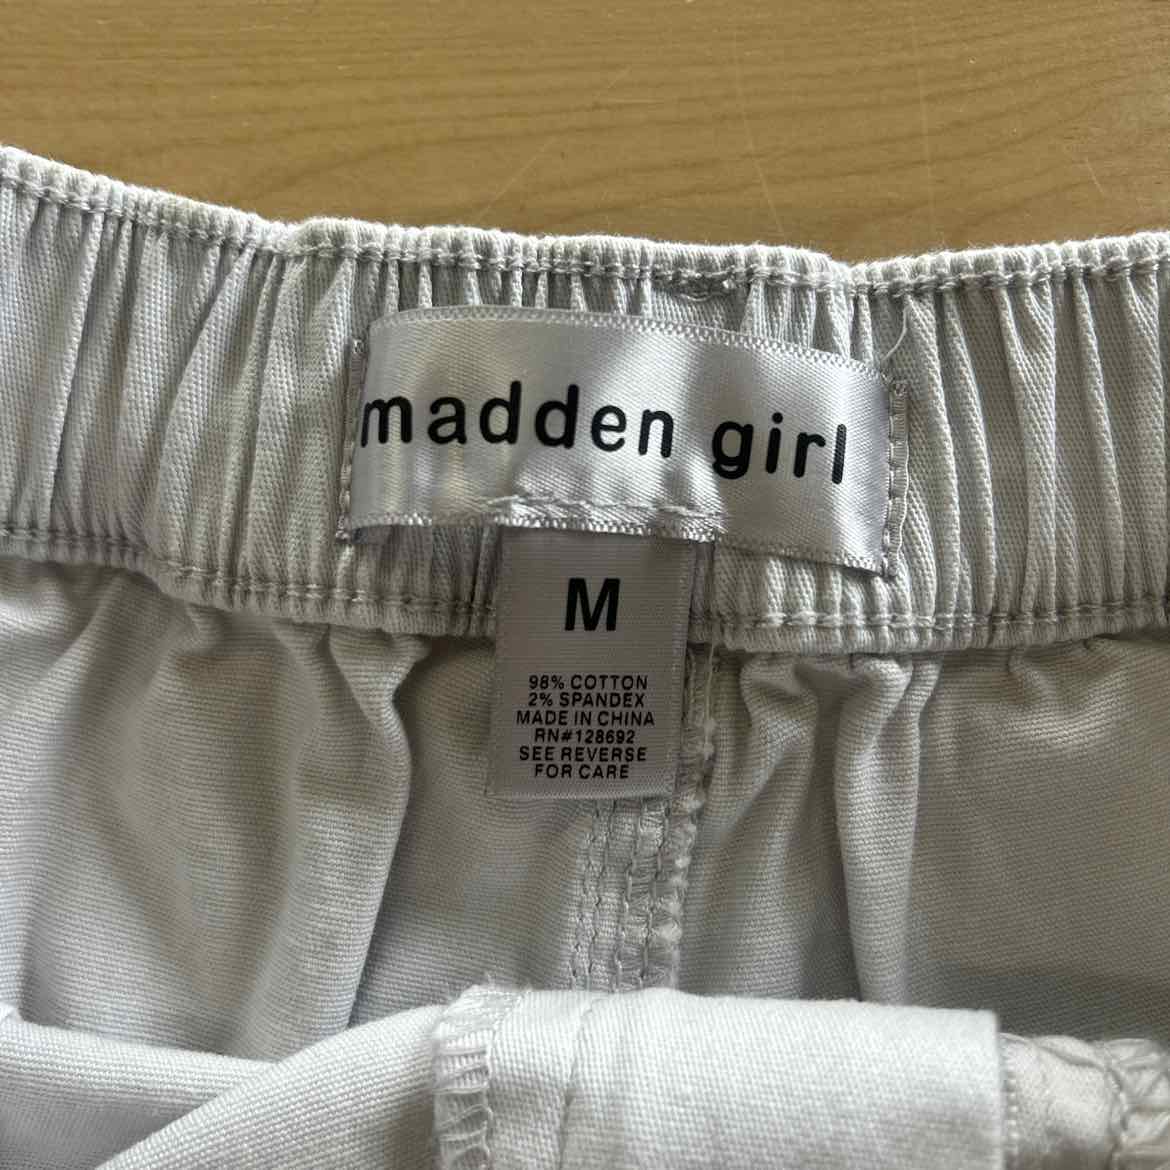 madden girl
M
98% COTTON
2% SPANDEX
MADE IN CHINA
RN#128692
SEE REVERSE
FOR CARE